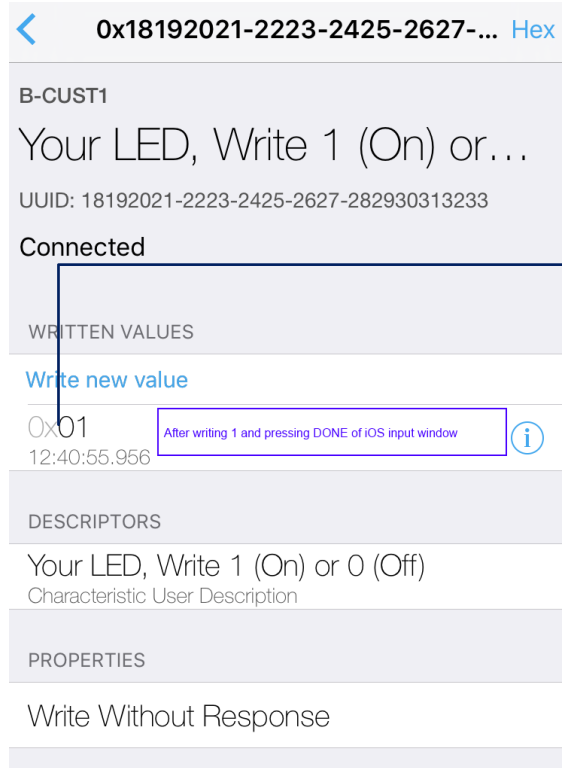 0x18192021-2223-2425-2627-... Hex
B-CUST1
Your LED, Write 1 (On) or...
UUID: 18192021-2223-2425-2627-282930313233
Connected
WRITTEN VALUES
Write new value
0x01
After writing 1 and pressing DONE of iOS input window
12:40:55.956
DESCRIPTORS
Your LED, Write 1 (On) or 0 (Off)
Characteristic User Description
PROPERTIES
Write Without Response